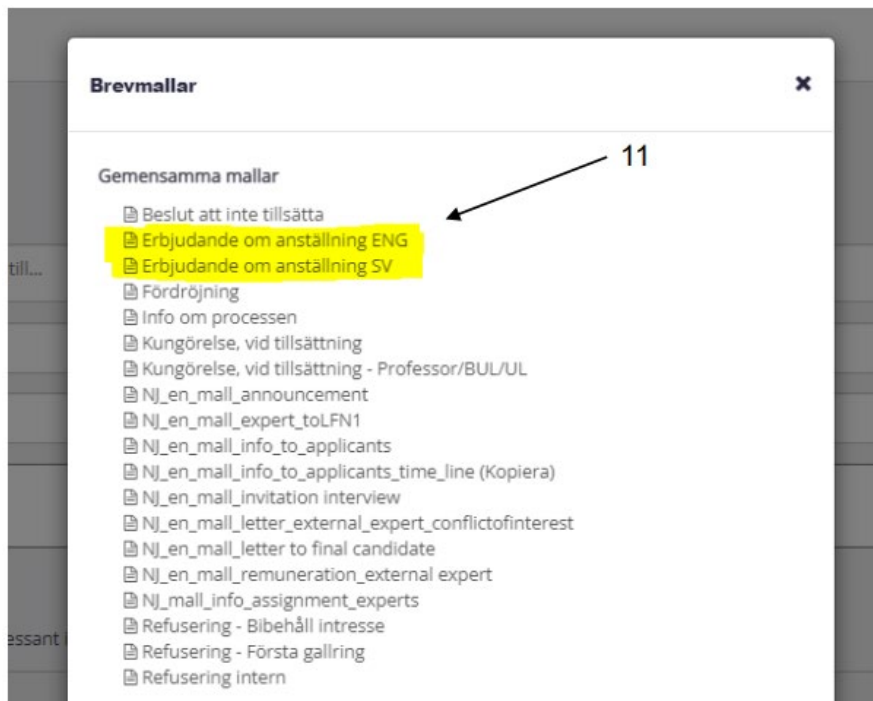 Brevmallar
11
Gemensamma mallar
Beslut att inte tillsätta
Erbjudande om anställning ENG
Erbjudande om anställning SV
till...
Fördröjning
Info om processen
Kungörelse, vid tillsättning
Kungörelse, vid tillsättning - Professor/BUL/UL
NJ_en_mall_announcement
NJ_en_mall_expert_toLFN1
NJ_en_mall_info_to_applicants
NJ_en_mall_info_to_applicants_time_line (Kopiera)
NJ_en_mall_invitation interview
NJ_en_mall_letter_external_expert_conflictofinterest
NJ_en_mall_letter to final candidate
NJ_en_mall_remuneration_external expert
NJ_mall_info_assignment_experts
Refusering - Bibehåll intresse
essant i
Refusering - Första gallring
Refusering intern